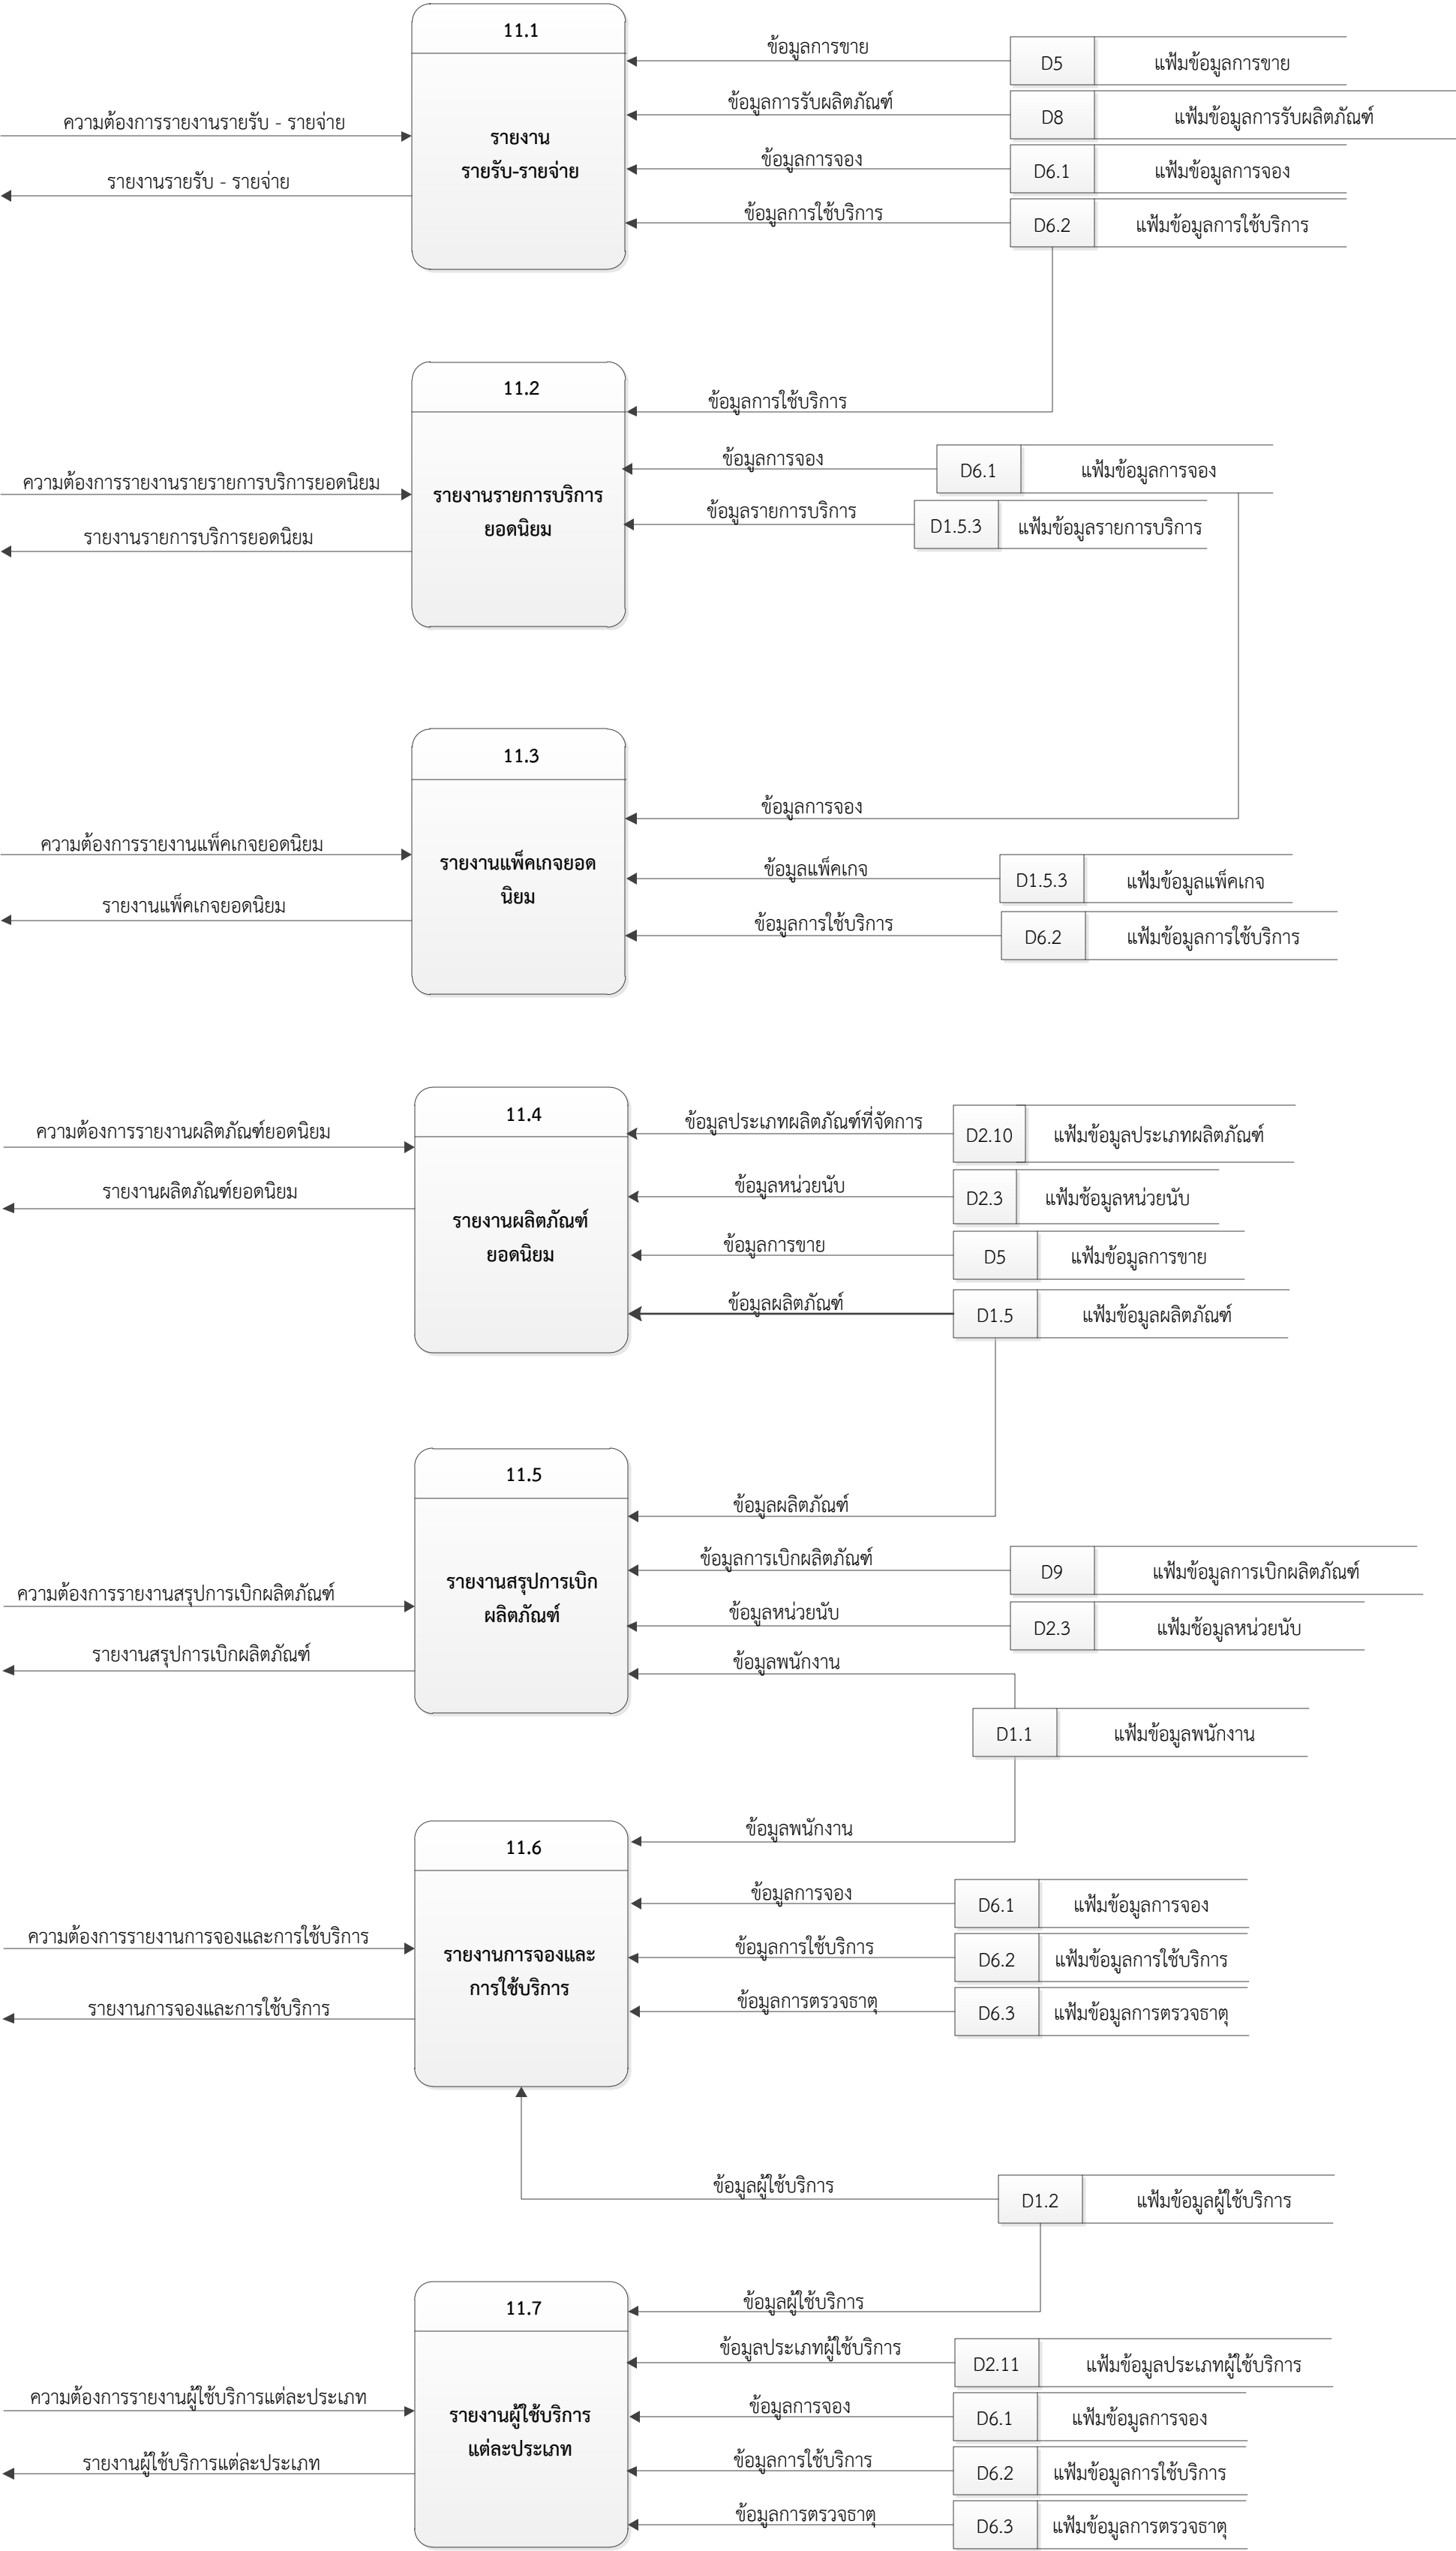 11.1
รายงาน
รายรับ-รายจ่าย
ความต้องการรายงานรายรับ - รายจ่าย
รายงานรายรับ - รายจ่าย
ข้อมูลการขาย
D5
แฟ้มข้อมูลการขาย
ข้อมูลการรับผลิตภัณฑ์
D8
แฟ้มข้อมูลการรับผลิตภัณฑ์
ข้อมูลการจอง
D6.1
แฟ้มข้อมูลการจอง
ข้อมูลการใช้บริการ
D6.2
แฟ้มข้อมูลการใช้บริการ
11.2
รายงานรายการบริการ
ยอดนิยม
ความต้องการรายงานรายรายการบริการยอดนิยม
รายงานรายการบริการยอดนิยม
ข้อมูลการใช้บริการ
ข้อมูลการจอง
D6.1
แฟ้มข้อมูลการจอง
ข้อมูลรายการบริการ
D1.5.3
แฟ้มข้อมูลรายการบริการ
11.3
รายงานแพ็คเกจยอด
นิยม
ความต้องการรายงานแพ็คเกจยอดนิยม
รายงานแพ็คเกจยอดนิยม
ข้อมูลการจอง
ข้อมูลแพ็คเกจ
D1.5.3
แฟ้มข้อมูลแพ็คเกจ
ข้อมูลการใช้บริการ
D6.2
แฟ้มข้อมูลการใช้บริการ
11.4
รายงานผลิตภัณฑ์
ยอดนิยม
ความต้องการรายงานผลิตภัณฑ์ยอดนิยม
รายงานผลิตภัณฑ์ยอดนิยม
ข้อมูลประเภทผลิตภัณฑ์ที่จัดการ
D2.10
แฟ้มข้อมูลประเภทผลิตภัณฑ์
ข้อมูลหน่วยนับ
D2.3
แฟ้มช้อมูลหน่วยนับ
ข้อมูลการขาย
D5
แฟ้มข้อมูลการขาย
ข้อมูลผลิตภัณฑ์
D1.5
แฟ้มข้อมูลผลิตภัณฑ์
11.5
รายงานสรุปการเบิก
ผลิตภัณฑ์
ความต้องการรายงานสรุปการเบิกผลิตภัณฑ์
รายงานสรุปการเบิกผลิตภัณฑ์
ข้อมูลผลิตภัณฑ์
ข้อมูลการเบิกผลิตภัณฑ์
D9
แฟ้มข้อมูลการเบิกผลิตภัณฑ์
ข้อมูลหน่วยนับ
D2.3
แฟ้มช้อมูลหน่วยนับ
ข้อมูลพนักงาน
D1.1
แฟ้มข้อมูลพนักงาน
11.6
รายงานการจองและ
การใช้บริการ
ความต้องการรายงานการจองและการใช้บริการ
รายงานการจองและการใช้บริการ
ข้อมูลพนักงาน
ข้อมูลการจอง
D6.1
แฟ้มข้อมูลการจอง
ข้อมูลการใช้บริการ
D6.2
แฟ้มข้อมูลการใช้บริการ
ข้อมูลการตรวจธาตุ
D6.3
แฟ้มข้อมูลการตรวจธาตุ
ข้อมูลผู้ใช้บริการ
D1.2
แฟ้มข้อมูลผู้ใช้บริการ
11.7
รายงานผู้ใช้บริการ
แต่ละประเภท
ความต้องการรายงานผู้ใช้บริการแต่ละประเภท
รายงานผู้ใช้บริการแต่ละประเภท
ข้อมูลผู้ใช้บริการ
ข้อมูลประเภทผู้ใช้บริการ
D2.11
แฟ้มข้อมูลประเภทผู้ใช้บริการ
ข้อมูลการจอง
D6.1
แฟ้มข้อมูลการจอง
ข้อมูลการใช้บริการ
D6.2
แฟ้มข้อมูลการใช้บริการ
ข้อมูลการตรวจธาตุ
D6.3
แฟ้มข้อมูลการตรวจธาตุ